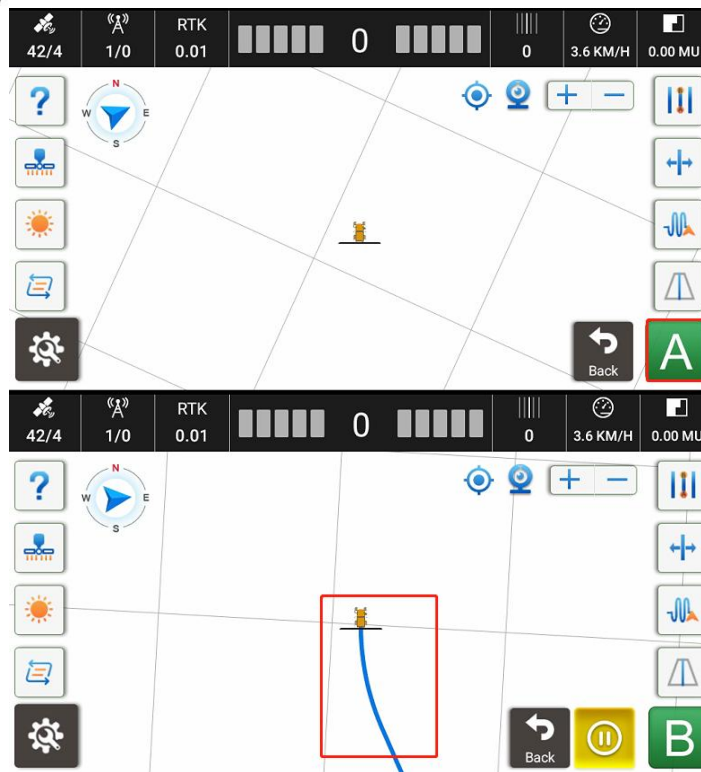 RTK
42/4 1/0 0.01 0 0 3.6 KM/H 0.00 MU
?
N
W E
S
+ −
Back
A
RTK
42/4 1/0 0.01 0 0 3.6 KM/H 0.00 MU
?
N
W E
S
+ −
Back
B